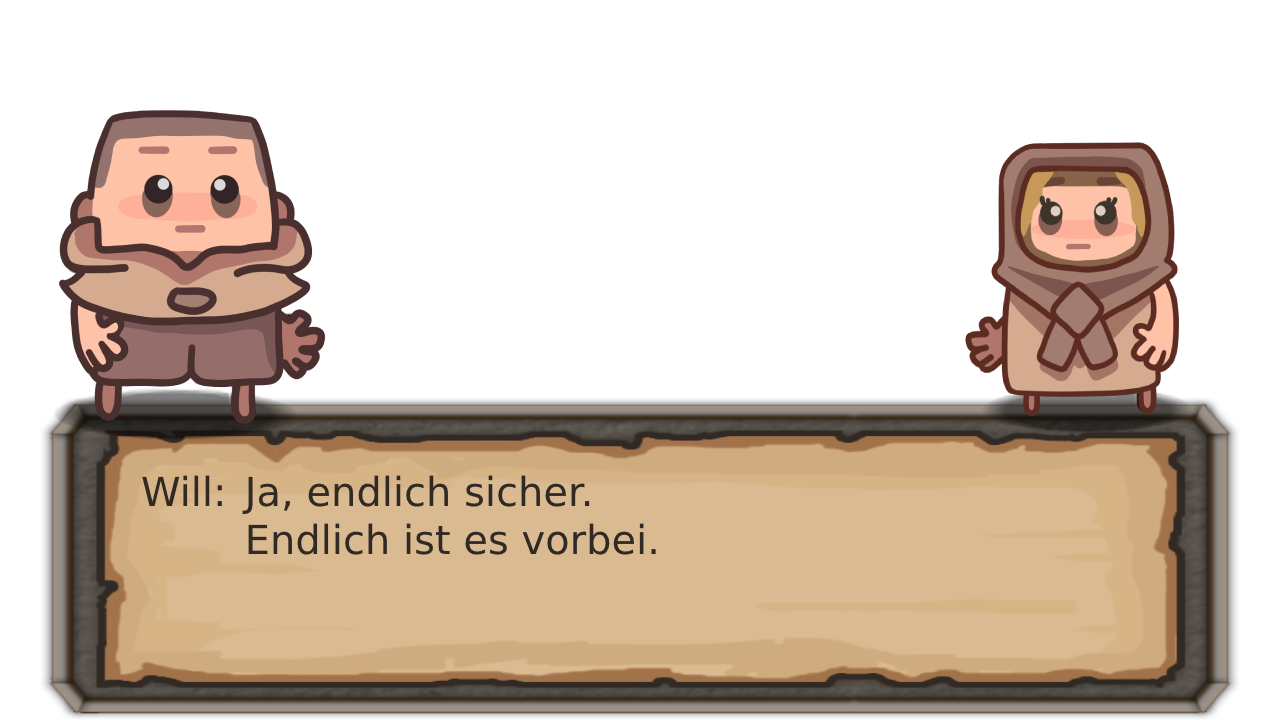 Will: Ja, endlich sicher.
Endlich ist es vorbei.